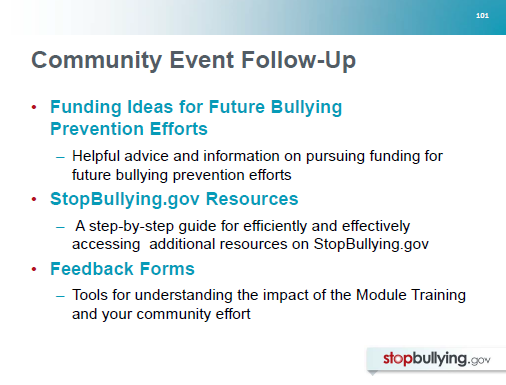 101
Community Event Follow-Up
• Funding Ideas for Future Bullying
Prevention Efforts
– Helpful advice and information on pursuing funding for
future bullying prevention efforts
• StopBullying.gov Resources
– A step-by-step guide for efficiently and effectively
accessing additional resources on StopBullying.gov
• Feedback Forms
– Tools for understanding the impact of the Module Training
and your community effort
stopbullying.gov